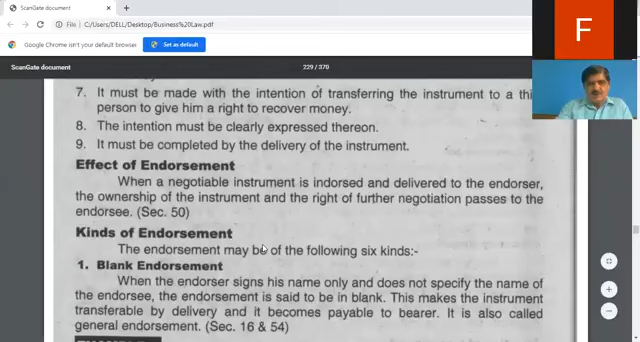 ScanGate document
File
C:/Users/DELL/Desktop/Business%20Law.pdf
Google Chrome isn't your default browser
Set as default
ScanGate document
229 / 370
F
7. It must be made with the intention of transferring the instrument to a
person to give him a right to recover money.
8. The intention must be clearly expressed thereon.
9. It must be completed by the delivery of the instrument.
Effect of Endorsement
When a negotiable instrument is indorsed and delivered to the endorser,
the ownership of the instrument and the right of further negotiation passes to the
endorsee. (Sec. 50)
Kinds of Endorsement
The endorsement may be of the following six kinds:-
1. Blank Endorsement
When the endorser signs his name only and does not specify the name of
the endorsee, the endorsement is said to be in blank. This makes the instrument
transferable by delivery and it becomes payable to bearer. It is also called
general endorsement. (Sec. 16 & 54)